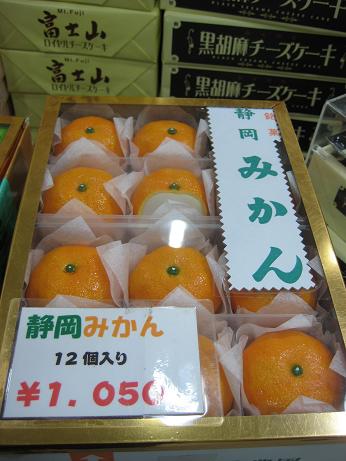 Mt.Fuji
富士山
ロイヤルチーズケーキ
富士山
ロイヤルチーズケーキ
黒胡麻チーズケーキ
黒胡麻チーズケーキ
銘菓
静岡
みかん
静岡みかん
12個入り
¥1,050